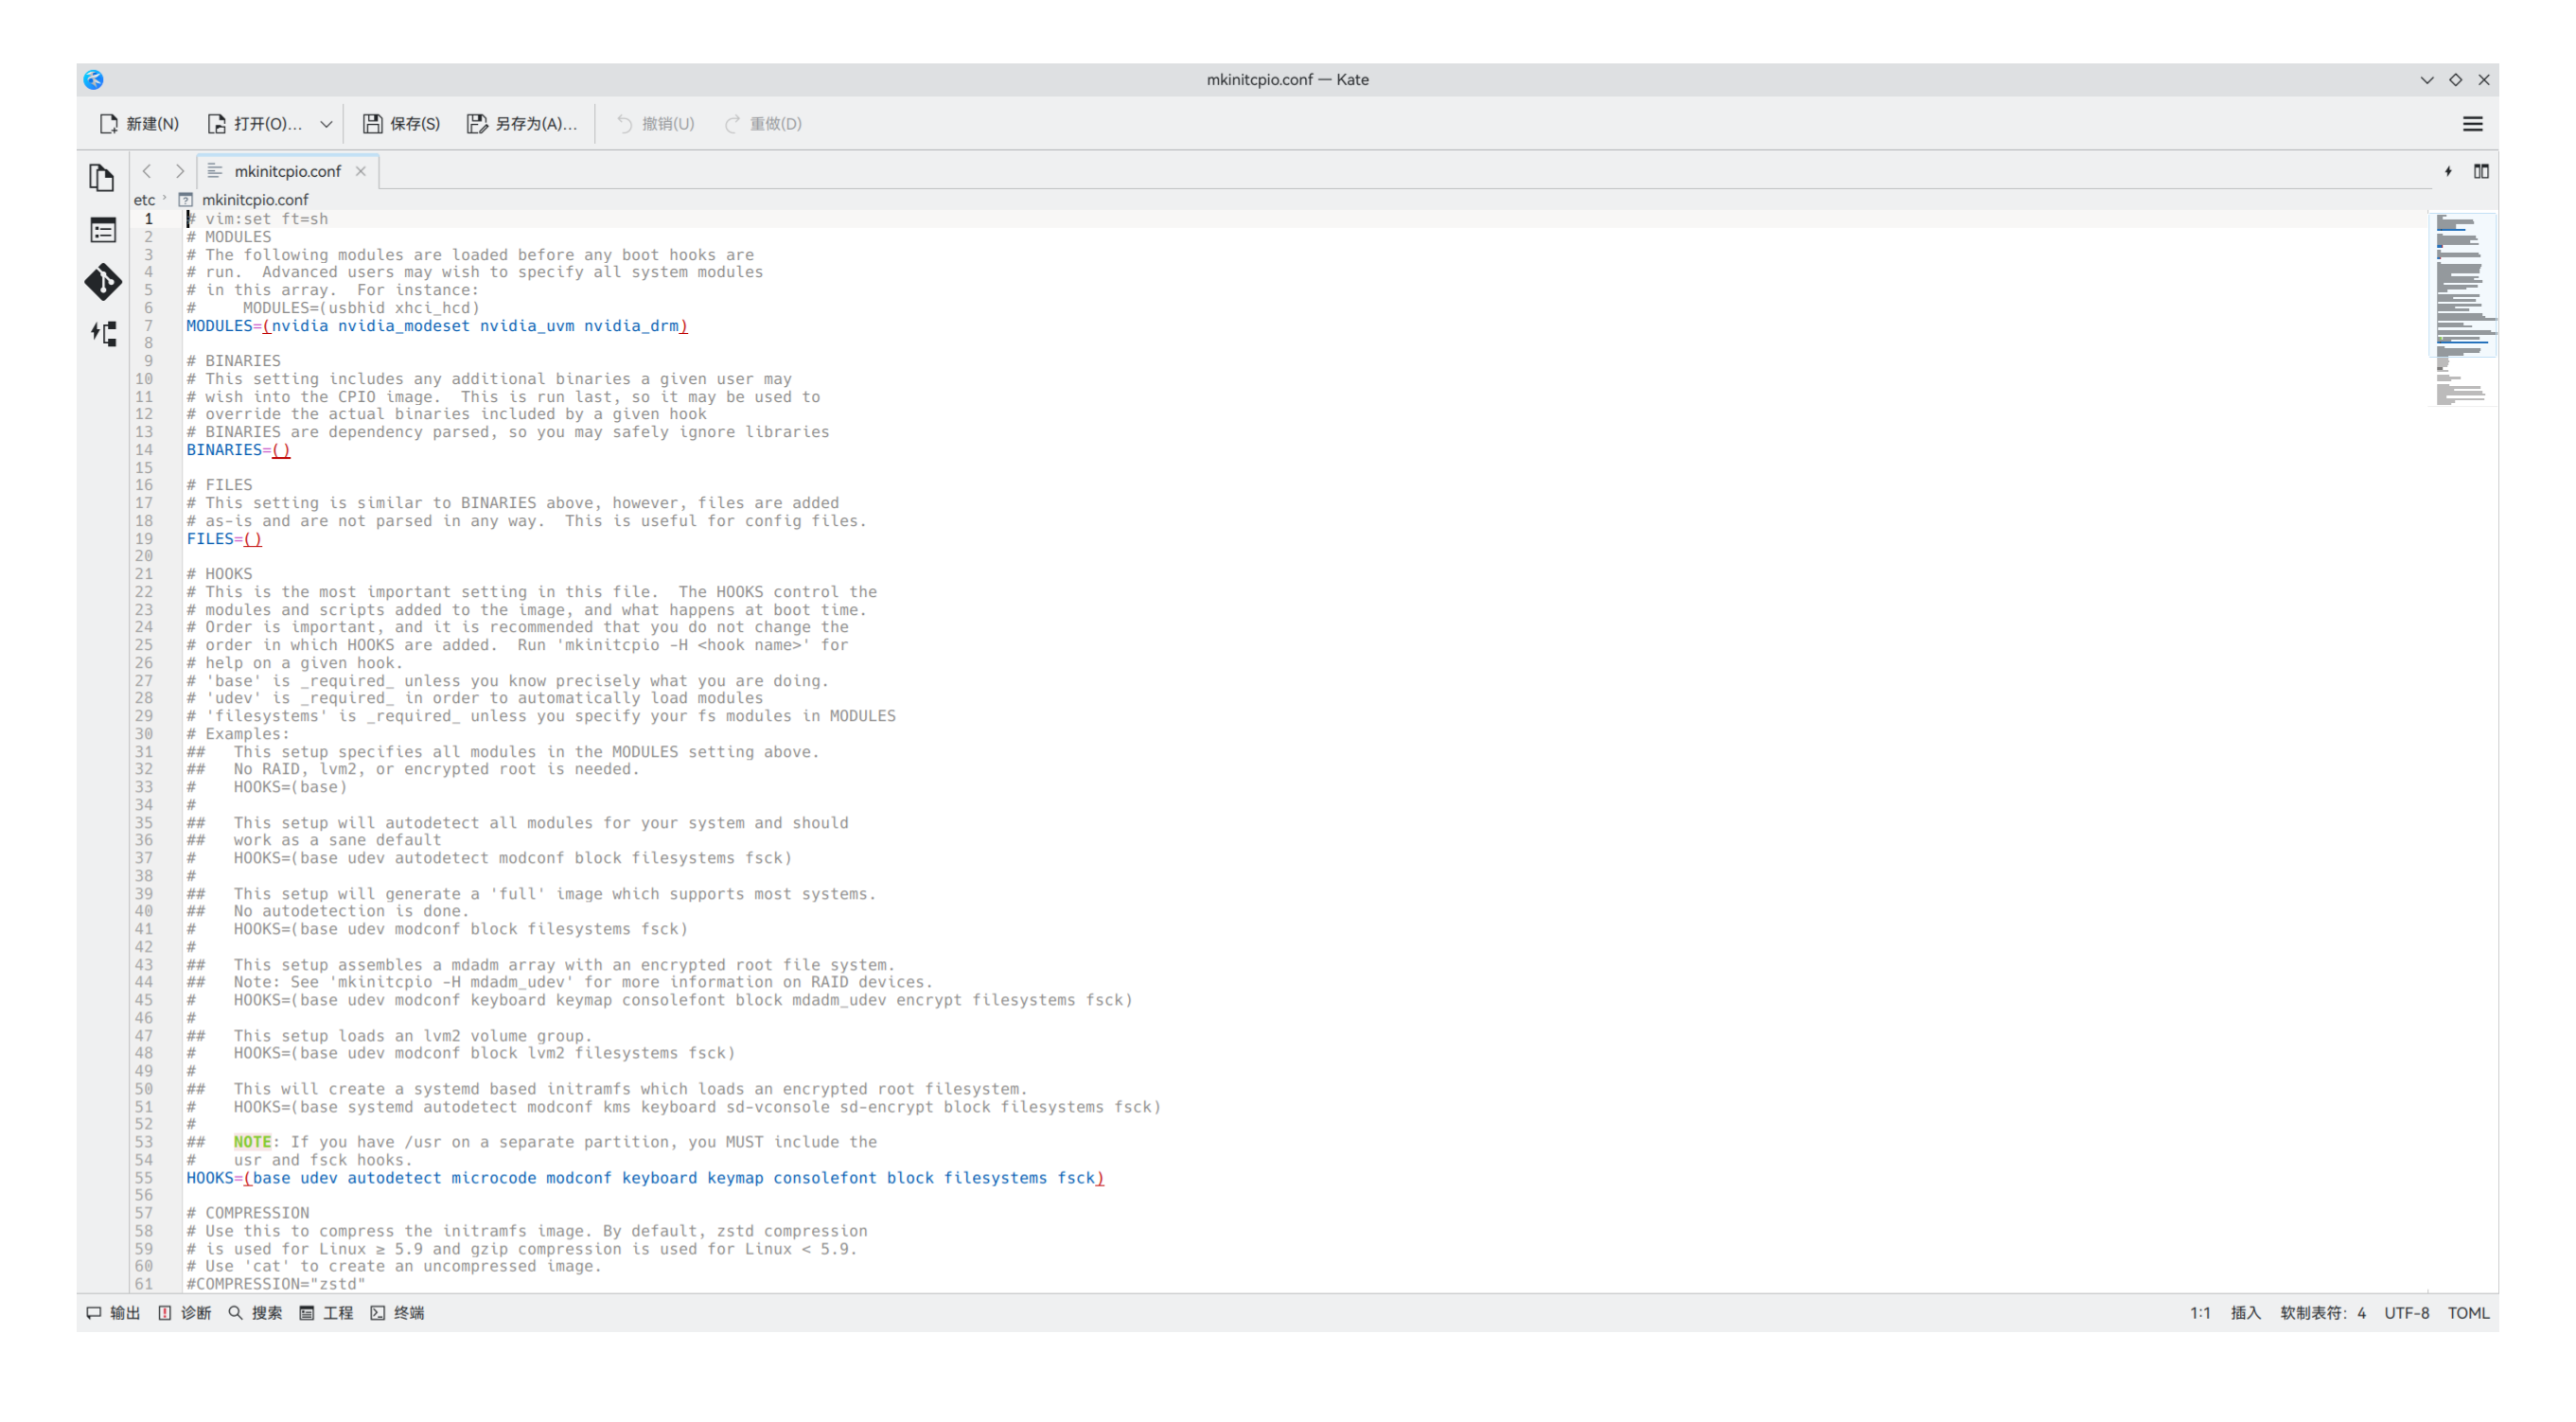 mkinitcpio.conf — Kate
新建(N) 打开(O)... 保存(S) 另存为(A)... 撤销(U) 重做(D)
mkinitcpio.conf
etc mkinitcpio.conf
1 # vim:set ft=sh
2 # MODULES
3 # The following modules are loaded before any boot hooks are
4 # run.  Advanced users may wish to specify all system modules
5 # in this array.  For instance:
6 #     MODULES=(usbhid xhci_hcd)
7 MODULES=(nvidia nvidia_modeset nvidia_uvm nvidia_drm)
8
9 # BINARIES
10 # This setting includes any additional binaries a given user may
11 # wish into the CPIO image.  This is run last, so it may be used to
12 # override the actual binaries included by a given hook
13 # BINARIES are dependency parsed, so you may safely ignore libraries
14 BINARIES=()
15
16 # FILES
17 # This setting is similar to BINARIES above, however, files are added
18 # as-is and are not parsed in any way.  This is useful for config files.
19 FILES=()
20
21 # HOOKS
22 # This is the most important setting in this file.  The HOOKS control the
23 # modules and scripts added to the image, and what happens at boot time.
24 # Order is important, and it is recommended that you do not change the
25 # order in which HOOKS are added.  Run 'mkinitcpio -H <hook name>' for
26 # help on a given hook.
27 # 'base' is _required_ unless you know precisely what you are doing.
28 # 'udev' is _required_ in order to automatically load modules
29 # 'filesystems' is _required_ unless you specify your fs modules in MODULES
30 # Examples:
31 ##   This setup specifies all modules in the MODULES setting above.
32 ##   No RAID, lvm2, or encrypted root is needed.
33 #    HOOKS=(base)
34 #
35 ##   This setup will autodetect all modules for your system and should
36 ##   work as a sane default
37 #    HOOKS=(base udev autodetect modconf block filesystems fsck)
38 #
39 ##   This setup will generate a 'full' image which supports most systems.
40 ##   No autodetection is done.
41 #    HOOKS=(base udev modconf block filesystems fsck)
42 #
43 ##   This setup assembles a mdadm array with an encrypted root file system.
44 ##   Note: See 'mkinitcpio -H mdadm_udev' for more information on RAID devices.
45 #    HOOKS=(base udev modconf keyboard keymap consolefont block mdadm_udev encrypt filesystems fsck)
46 #
47 ##   This setup loads an lvm2 volume group.
48 #    HOOKS=(base udev modconf block lvm2 filesystems fsck)
49 #
50 ##   This will create a systemd based initramfs which loads an encrypted root filesystem.
51 #    HOOKS=(base systemd autodetect modconf kms keyboard sd-vconsole sd-encrypt block filesystems fsck)
52 #
53 ##   NOTE: If you have /usr on a separate partition, you MUST include the
54 #    usr and fsck hooks.
55 HOOKS=(base udev autodetect microcode modconf keyboard keymap consolefont block filesystems fsck)
56
57 # COMPRESSION
58 # Use this to compress the initramfs image. By default, zstd compression
59 # is used for Linux ≥ 5.9 and gzip compression is used for Linux < 5.9.
60 # Use 'cat' to create an uncompressed image.
61 #COMPRESSION="zstd"
输出 诊断 搜索 工程 终端 1:1 插入 软制表符: 4 UTF-8 TOML